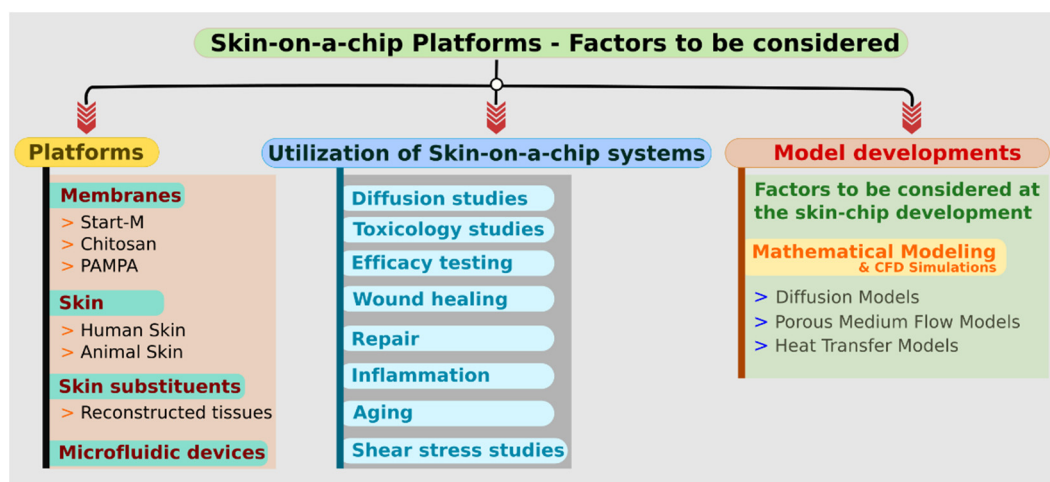 Skin-on-a-chip Platforms - Factors to be considered
Platforms
Membranes
> Start-M
> Chitosan
> PAMPA
Skin
> Human Skin
> Animal Skin
Skin substituents
> Reconstructed tissues
Microfluidic devices
Utilization of Skin-on-a-chip systems
Diffusion studies
Toxicology studies
Efficacy testing
Wound healing
Repair
Inflammation
Aging
Shear stress studies
Model developments
Factors to be considered at
the skin-chip development
Mathematical Modeling
& CFD Simulations
> Diffusion Models
> Porous Medium Flow Models
> Heat Transfer Models